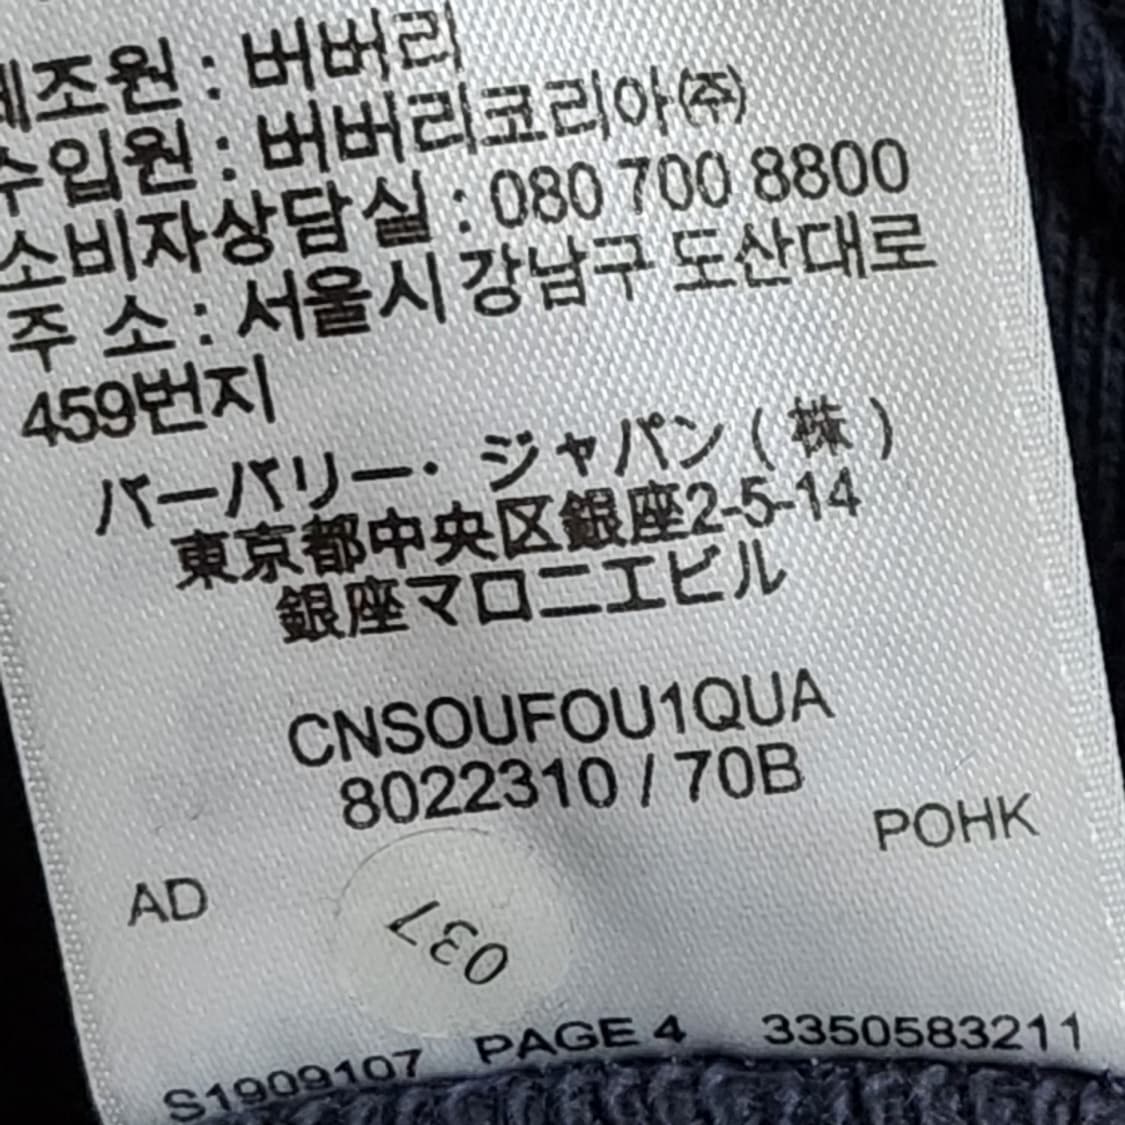 제조원 : 버버리
수입원 : 버버리코리아(주)
소비자상담실 : 080 700 8800
주 소 : 서울시 강남구 도산대로
459번지
バーバリー・ジャパン ( 株 )
東京都中央区銀座2-5-14
銀座マロニエビル
CNSOUFOU1QUA
8022310 / 70B
POHK
AD
037
S1909107 PAGE 4 3350583211